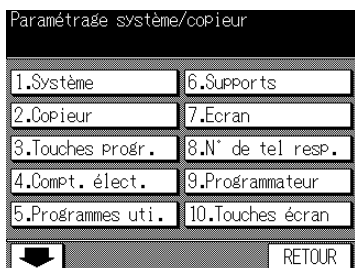 Paramétrage système/copieur
1.Système
6.Supports
2.Copieur
7.Ecran
3.Touches progr.
8.N° de tel resp.
4.Compt. élect.
9.Programmateur
5.Programmes uti.
10.Touches écran
RETOUR